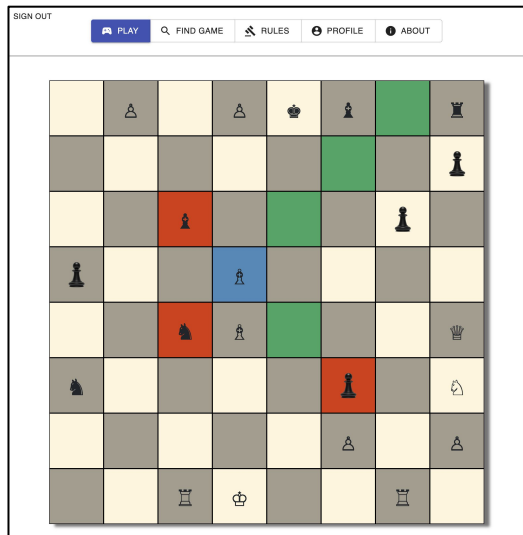 SIGN OUT
PLAY
FIND GAME
RULES
PROFILE
ABOUT